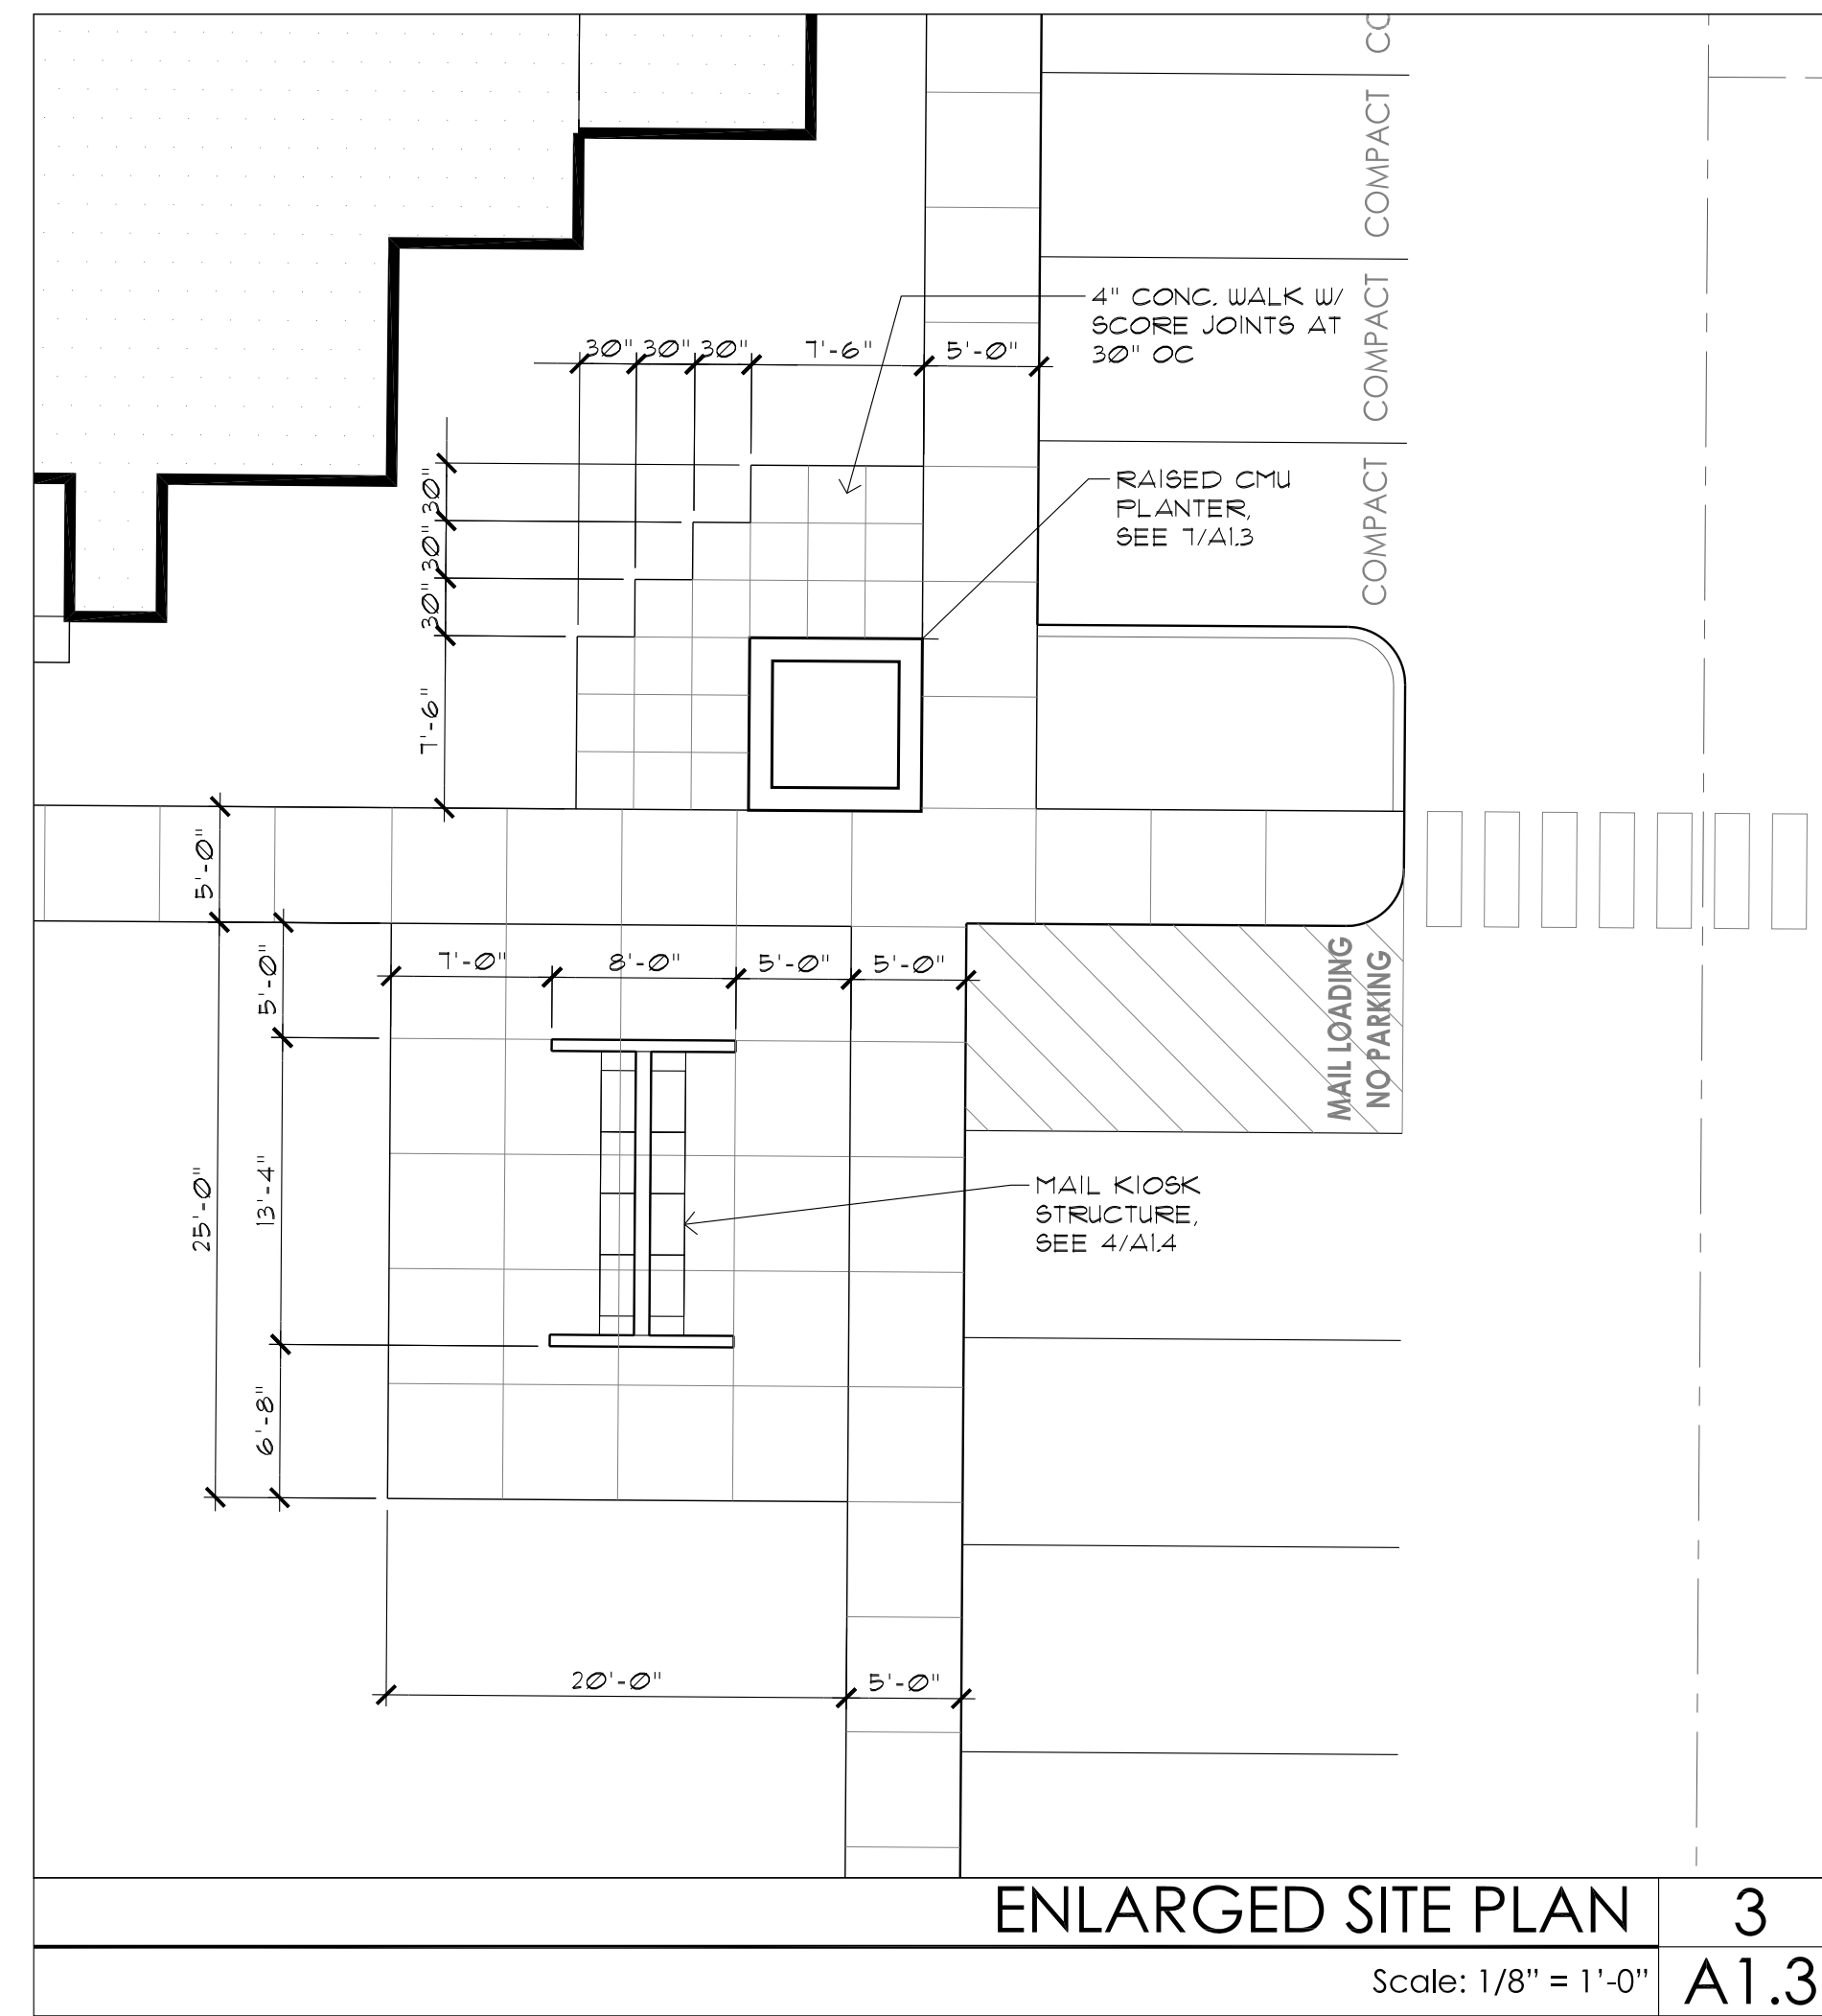 CO
COMPACT
COMPACT
COMPACT
4" CONC. WALK W/
SCORE JOINTS AT
30" OC
30" 30" 30" 7'-6" 5'-0"
RAISED CMU
PLANTER,
SEE 7/A1.3
30"
30"
30"
7'-6"
5'-0"
5'-0"
7'-0" 8'-0" 5'-0" 5'-0"
MAIL LOADING
NO PARKING
25'-0"
13'-4"
MAIL KIOSK
STRUCTURE,
SEE 4/A1.4
6'-8"
20'-0" 5'-0"
ENLARGED SITE PLAN 3
Scale: 1/8" = 1'-0" A1.3